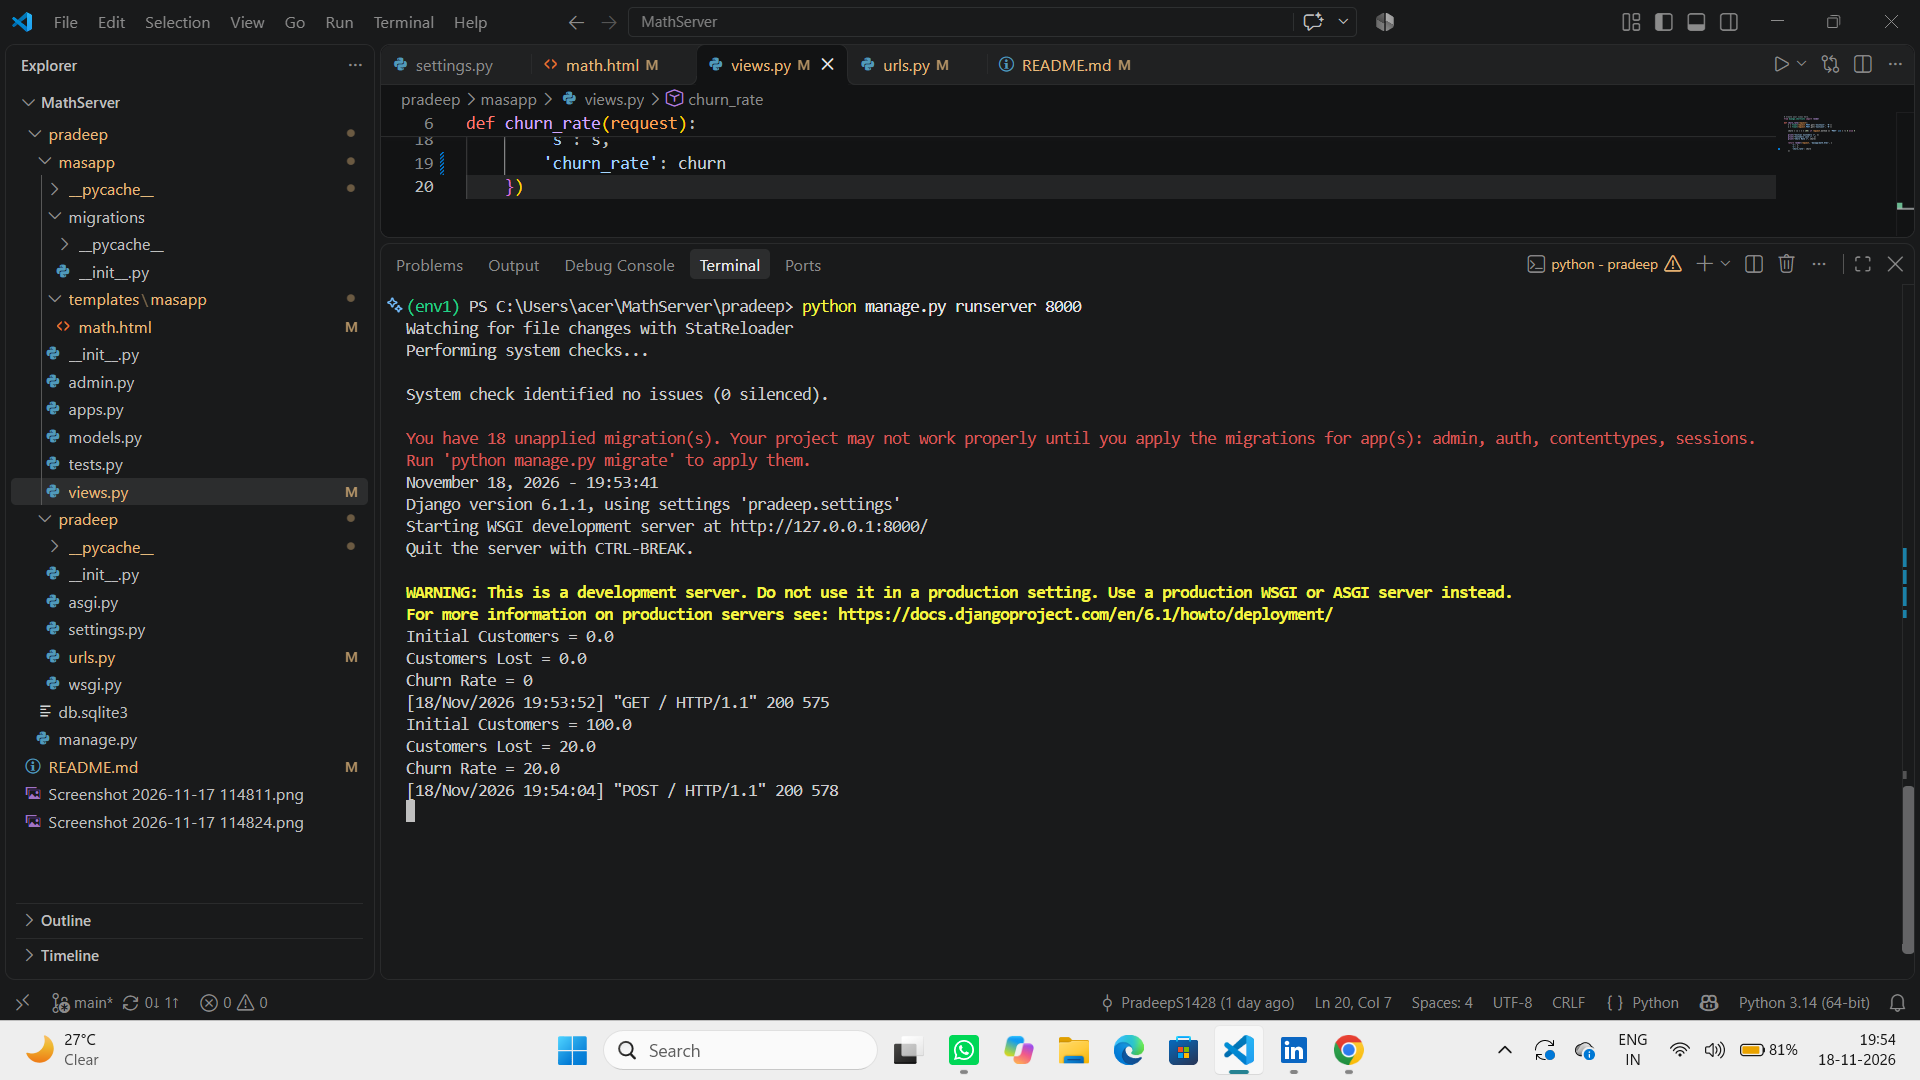 File Edit Selection View Go Run Terminal Help
MathServer
Explorer
MathServer
pradeep
masapp
__pycache__
migrations
__pycache__
__init__.py
templates\masapp
math.html M
__init__.py
admin.py
apps.py
models.py
tests.py
views.py M
pradeep
__pycache__
__init__.py
asgi.py
settings.py
urls.py M
wsgi.py
db.sqlite3
manage.py
README.md M
Screenshot 2026-11-17 114811.png
Screenshot 2026-11-17 114824.png
Outline
Timeline
settings.py math.html M views.py M urls.py M README.md M
pradeep > masapp > views.py > churn_rate
6 def churn_rate(request):
18 's': s,
19 'churn_rate': churn
20 })
Problems Output Debug Console Terminal Ports
python - pradeep
(env1) PS C:\Users\acer\MathServer\pradeep> python manage.py runserver 8000
Watching for file changes with StatReloader
Performing system checks...
System check identified no issues (0 silenced).
You have 18 unapplied migration(s). Your project may not work properly until you apply the migrations for app(s): admin, auth, contenttypes, sessions.
Run 'python manage.py migrate' to apply them.
November 18, 2026 - 19:53:41
Django version 6.1.1, using settings 'pradeep.settings'
Starting WSGI development server at http://127.0.0.1:8000/
Quit the server with CTRL-BREAK.
WARNING: This is a development server. Do not use it in a production setting. Use a production WSGI or ASGI server instead.
For more information on production servers see: https://docs.djangoproject.com/en/6.1/howto/deployment/
Initial Customers = 0.0
Customers Lost = 0.0
Churn Rate = 0
[18/Nov/2026 19:53:52] "GET / HTTP/1.1" 200 575
Initial Customers = 100.0
Customers Lost = 20.0
Churn Rate = 20.0
[18/Nov/2026 19:54:04] "POST / HTTP/1.1" 200 578
main* 0↓ 1↑ 0 0
PradeepS1428 (1 day ago) Ln 20, Col 7 Spaces: 4 UTF-8 CRLF { } Python Python 3.14 (64-bit)
27°C
Clear
Search
ENG
IN
81%
19:54
18-11-2026